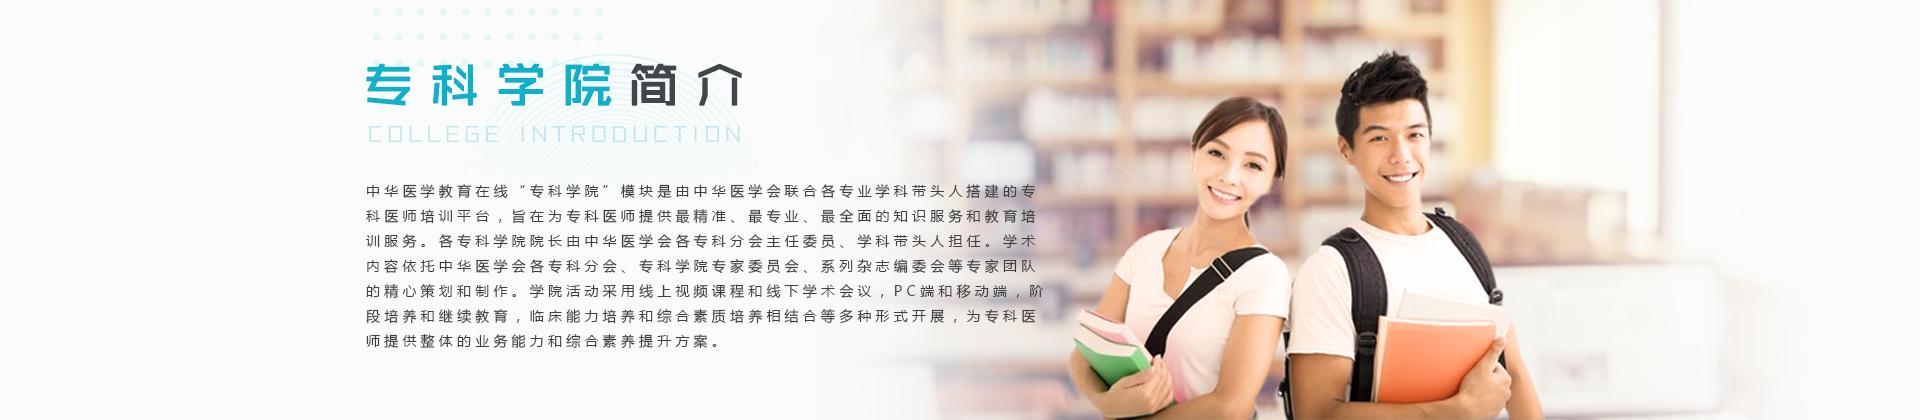 专科学院简介
COLLEGE INTRODUCTION
中华医学教育在线“专科学院”模块是由中华医学会联合各专业学科带头人搭建的专
科医师培训平台，旨在为专科医师提供最精准、最专业、最全面的知识服务和教育培
训服务。各专科学院院长由中华医学会各专科分会主任委员、学科带头人担任。学术
内容依托中华医学会各专科分会、专科学院专家委员会、系列杂志编委会等专家团队
的精心策划和制作。学院活动采用线上视频课程和线下学术会议，PC端和移动端，阶
段培养和继续教育，临床能力培养和综合素质培养相结合等多种形式开展，为专科医
师提供整体的业务能力和综合素养提升方案。